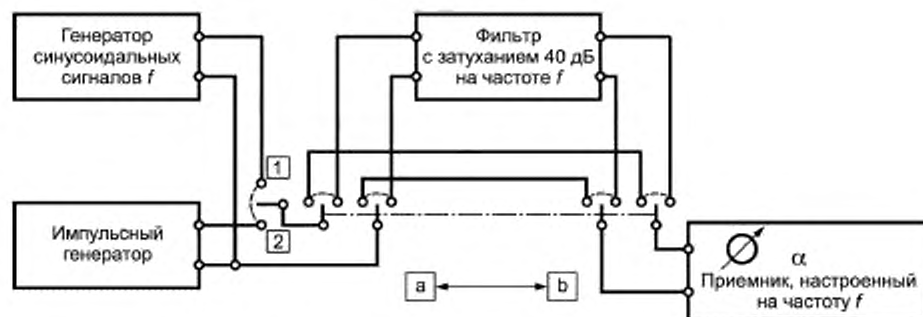 Генератор
синусоидальных
сигналов f
Фильтр
с затуханием 40 дБ
на частоте f
1
2
Импульсный
генератор
a
b
α
Приемник, настроенный
на частоту f